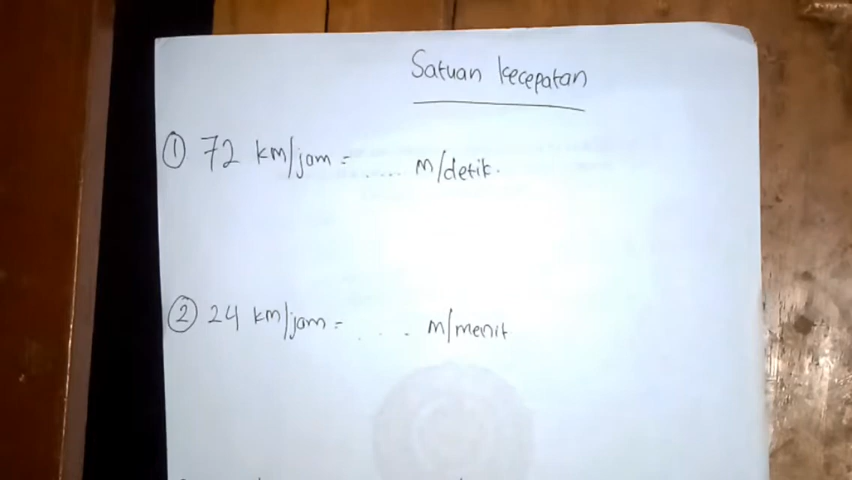 Satuan kecepatan
① 72 km/jam = ..... m/detik.
② 24 km/jam = .... m/menit